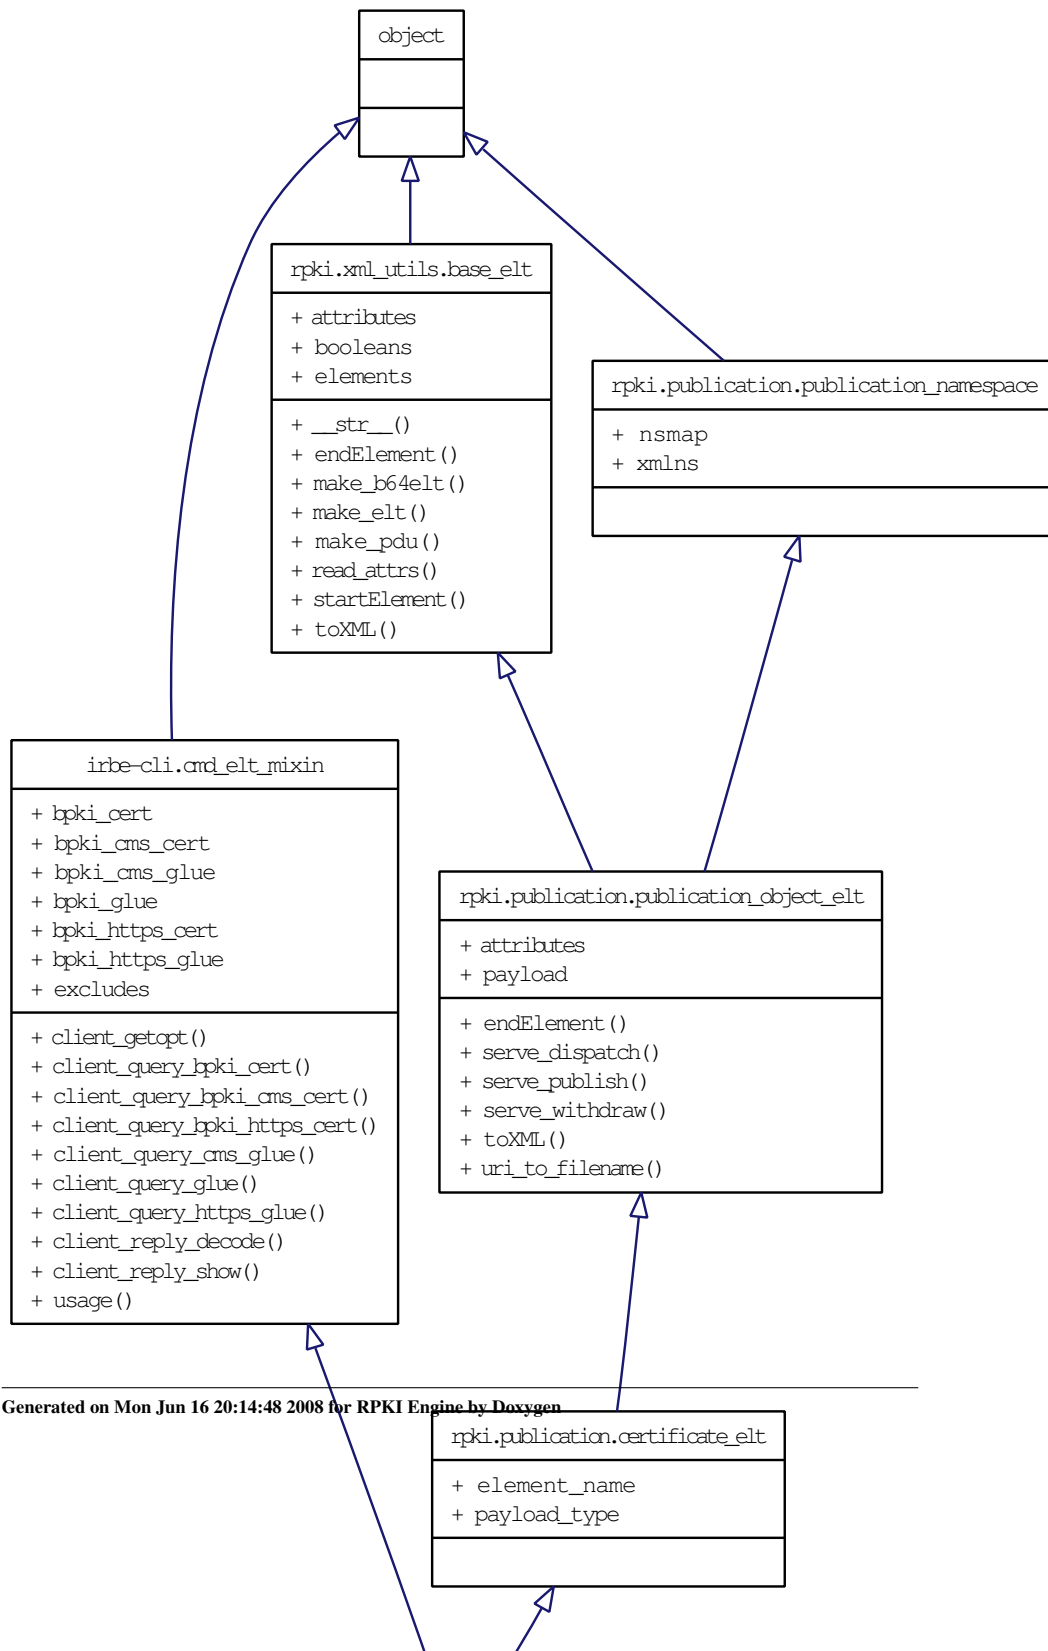 object
rpki.xml_utils.base_elt
+ attributes
+ booleans
+ elements
+ __str__()
+ endElement()
+ make_b64elt()
+ make_elt()
+ make_pdu()
+ read_attrs()
+ startElement()
+ toXML()
rpki.publication.publication_namespace
+ nsmap
+ xmlns
irbe-cli.cmd_elt_mixin
+ bpki_cert
+ bpki_cms_cert
+ bpki_cms_glue
+ bpki_glue
+ bpki_https_cert
+ bpki_https_glue
+ excludes
+ client_getopt()
+ client_query_bpki_cert()
+ client_query_bpki_cms_cert()
+ client_query_bpki_https_cert()
+ client_query_cms_glue()
+ client_query_glue()
+ client_query_https_glue()
+ client_reply_decode()
+ client_reply_show()
+ usage()
rpki.publication.publication_object_elt
+ attributes
+ payload
+ endElement()
+ serve_dispatch()
+ serve_publish()
+ serve_withdraw()
+ toXML()
+ uri_to_filename()
Generated on Mon Jun 16 20:14:48 2008 for RPKI Engine by Doxygen
rpki.publication.certificate_elt
+ element_name
+ payload_type